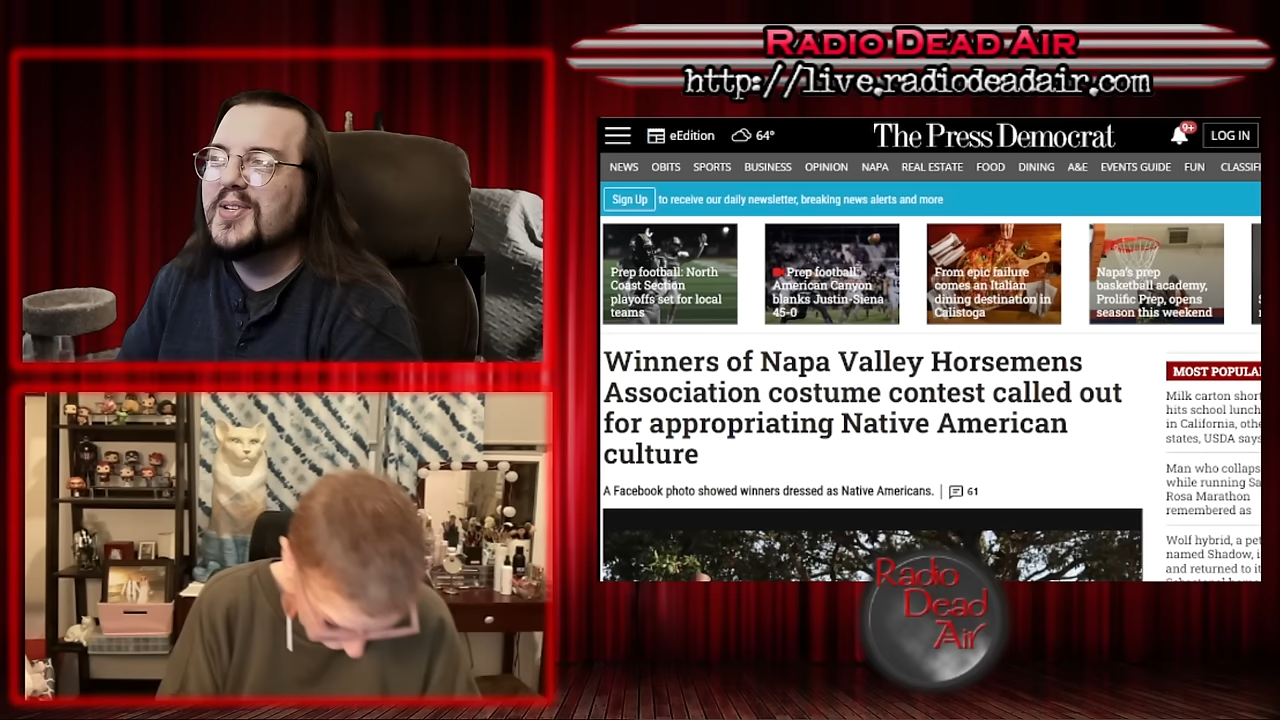 Radio Dead Air
http://live.radiodeadair.com
eEdition
64°
The Press Democrat
9+
LOG IN
NEWS OBITS SPORTS BUSINESS OPINION NAPA REAL ESTATE FOOD DINING A&E EVENTS GUIDE FUN CLASSIFI
Sign Up to receive our daily newsletter, breaking news alerts and more
Prep football: North
Coast Section
playoffs set for local
teams
Prep football:
American Canyon
blanks Justin-Siena
45-0
From epic failure
comes an Italian
dining destination in
Calistoga
Napa's prep
basketball academy,
Prolific Prep, opens
season this weekend
Winners of Napa Valley Horsemens
Association costume contest called out
for appropriating Native American
culture
A Facebook photo showed winners dressed as Native Americans. | 61
MOST POPULA
Milk carton short
hits school lunch
in California, othe
states, USDA says
Man who collaps
while running Sa
Rosa Marathon
remembered as
Wolf hybrid, a pet
named Shadow, i
and returned to it
Radio
Dead
Air